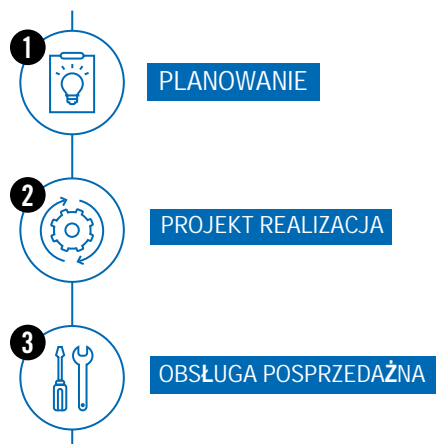 1
PLANOWANIE
2
PROJEKT REALIZACJA
3
OBSŁUGA POSPRZEDAŻNA